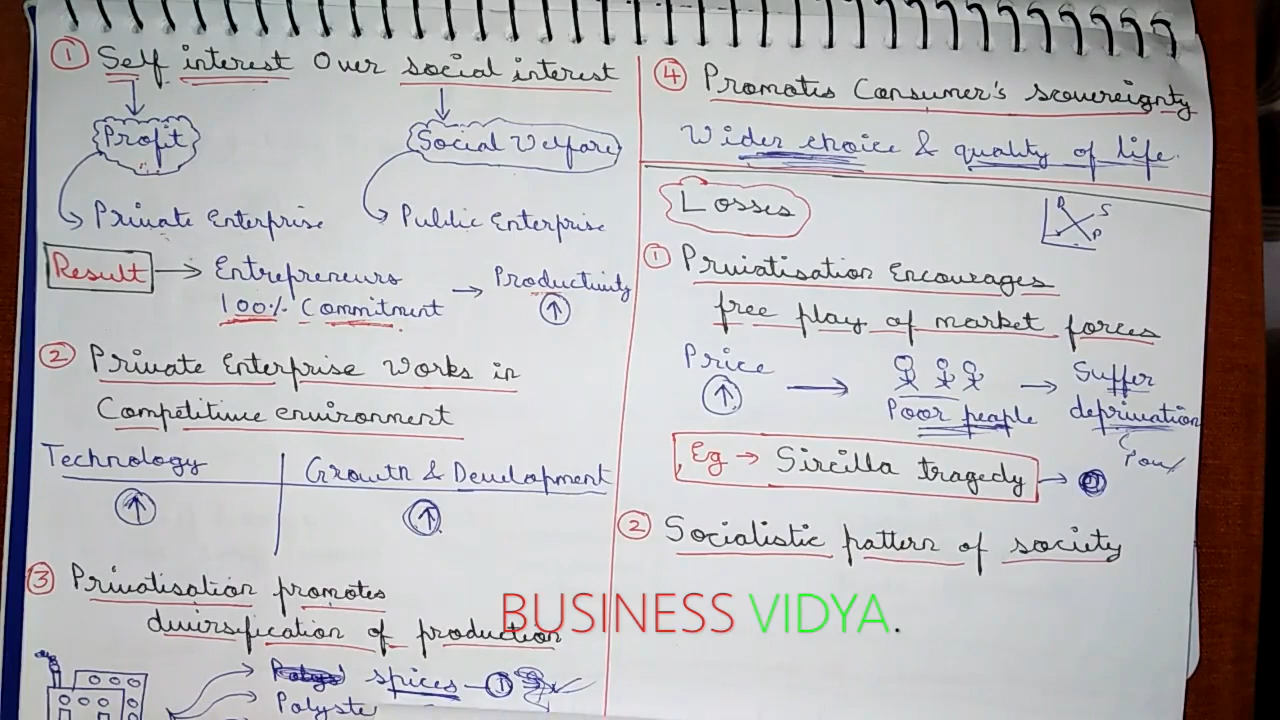 ① Self interest Over social interest
Profit
Social Welfare
Private Enterprise
Public Enterprise
Result → Entrepreneurs → Productivity
100% Commitment
② Private Enterprise Works in
Competitive environment
Technology
Growth & Development
③ Privatisation promotes
diversification of production
spices
Polyste
④ Promotes Consumer's sovereignty
Wider choice & quality of life.
Losses
S
P
① Privatisation Encourages
free play of market forces
Price → Poor people → Suffer
deprivation
Eg → Sircilla tragedy →
② Socialistic pattern of society
BUSINESS VIDYA.